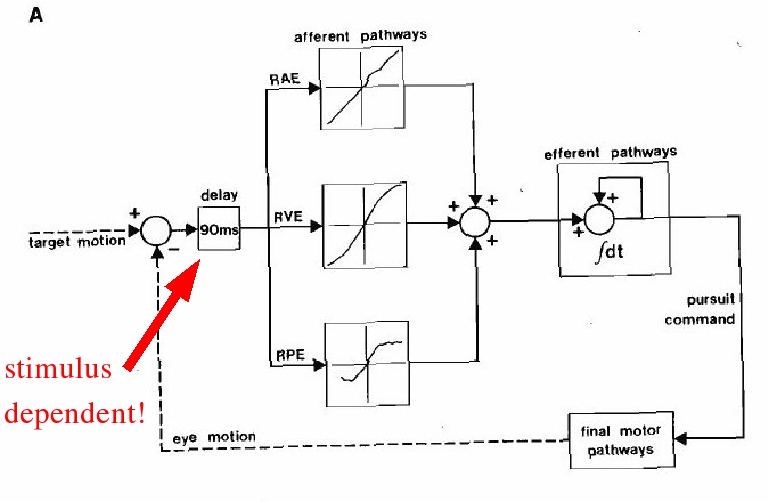 A
afferent pathways
RAE
efferent pathways
delay
+
+
+
+
90ms
RVE
+
+
+
target motion
−
∫dt
pursuit
command
RPE
stimulus
dependent!
eye motion
final motor
pathways